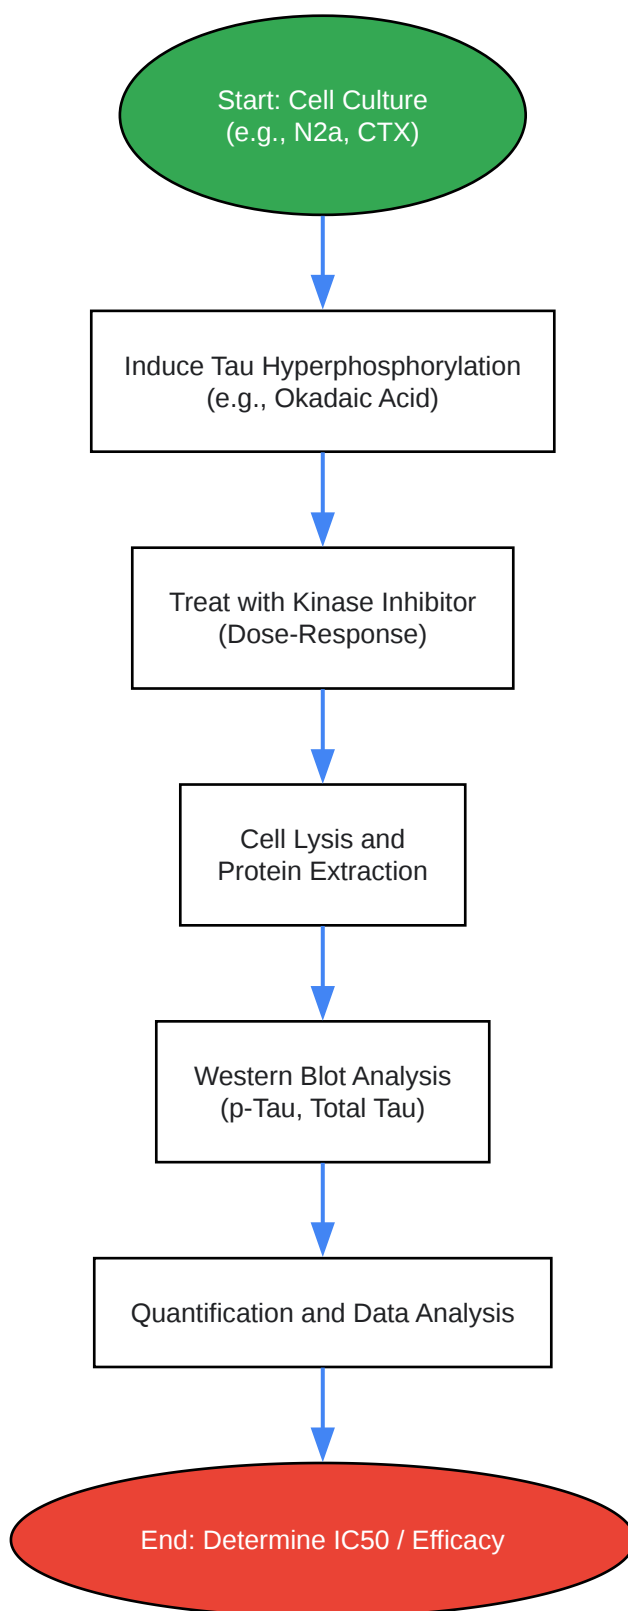 Start: Cell Culture
(e.g., N2a, CTX)
Induce Tau Hyperphosphorylation
(e.g., Okadaic Acid)
Treat with Kinase Inhibitor
(Dose-Response)
Cell Lysis and
Protein Extraction
Western Blot Analysis
(p-Tau, Total Tau)
Quantification and Data Analysis
End: Determine IC50 / Efficacy